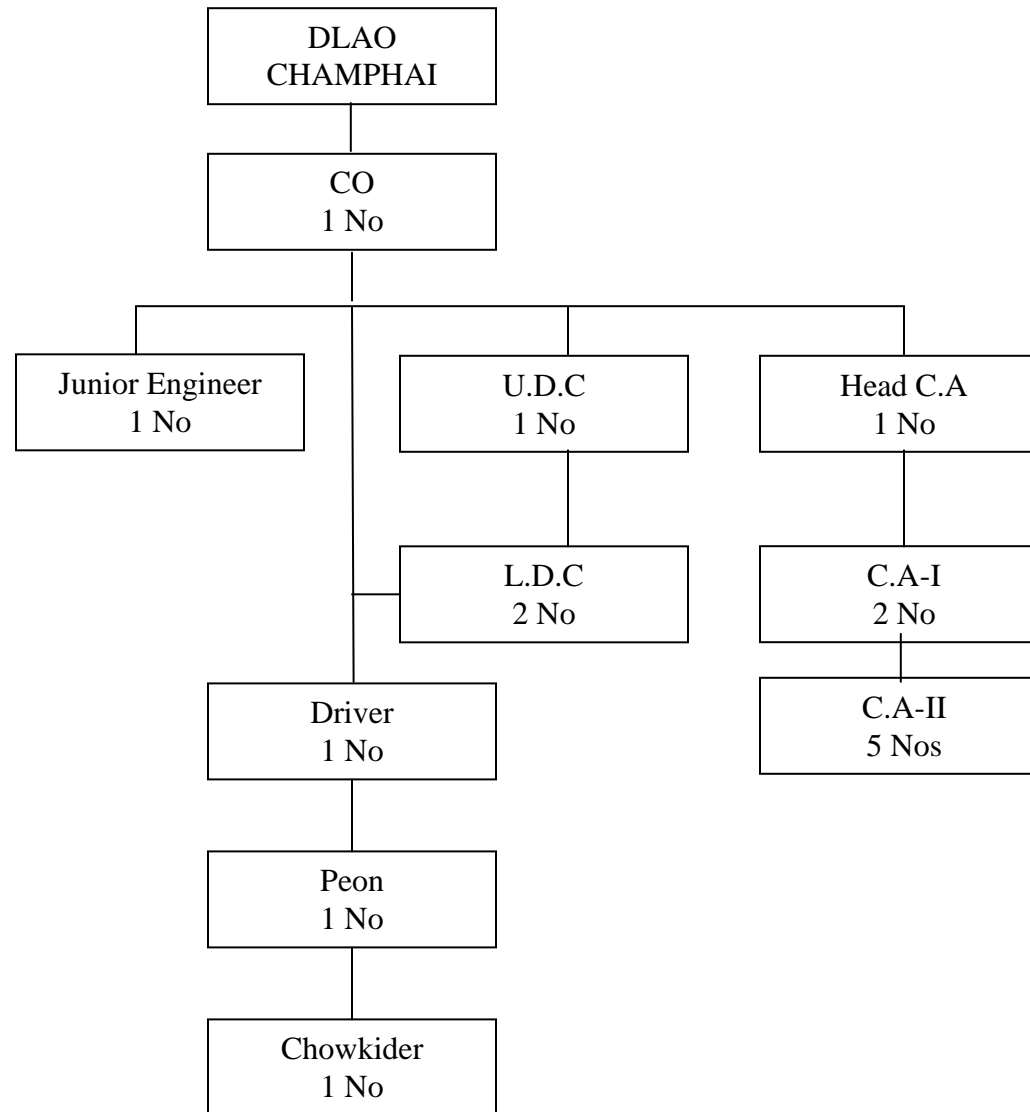 DLAO
CHAMPHAI
CO
1 No
Junior Engineer
1 No
U.D.C
1 No
Head C.A
1 No
L.D.C
2 No
C.A-I
2 No
Driver
1 No
C.A-II
5 Nos
Peon
1 No
Chowkider
1 No